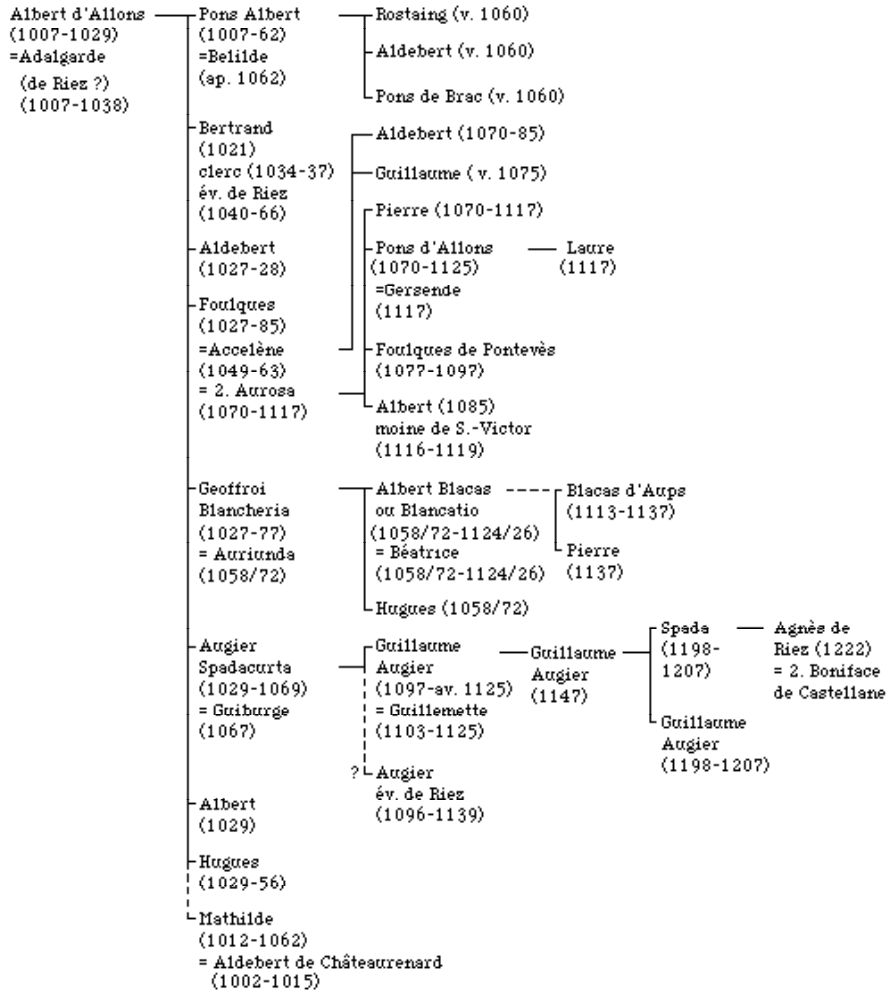 Albert d'Allons
(1007-1029)
=Adalgarde
(de Riez ?)
(1007-1038)
Pons Albert
(1007-62)
=Belilde
(ap. 1062)
Rostaing (v. 1060)
Aldebert (v. 1060)
Pons de Brac (v. 1060)
Bertrand
(1021)
clerc (1034-37)
év. de Riez
(1040-66)
Aldebert
(1027-28)
Foulques
(1027-85)
=Accelène
(1049-63)
= 2. Aurosa
(1070-1117)
Aldebert (1070-85)
Guillaume ( v. 1075)
Pierre (1070-1117)
Pons d'Allons
(1070-1125)
=Gersende
(1117)
Laure
(1117)
Foulques de Pontevès
(1077-1097)
Albert (1085)
moine de S.-Victor
(1116-1119)
Geoffroi
Blancheria
(1027-77)
= Auriunda
(1058/72)
Albert Blacas
ou Blancatio
(1058/72-1124/26)
= Béatrice
(1058/72-1124/26)
Blacas d'Aups
(1113-1137)
Pierre
(1137)
Hugues (1058/72)
Augier
Spadacurta
(1029-1069)
= Guiburge
(1067)
Guillaume
Augier
(1097-av. 1125)
= Guillemette
(1103-1125)
Guillaume
Augier
(1147)
Spada
(1198-
1207)
Agnès de
Riez (1222)
= 2. Boniface
de Castellane
Guillaume
Augier
(1198-1207)
? Augier
év. de Riez
(1096-1139)
Albert
(1029)
Hugues
(1029-56)
Mathilde
(1012-1062)
= Aldebert de Châteaurenard
(1002-1015)